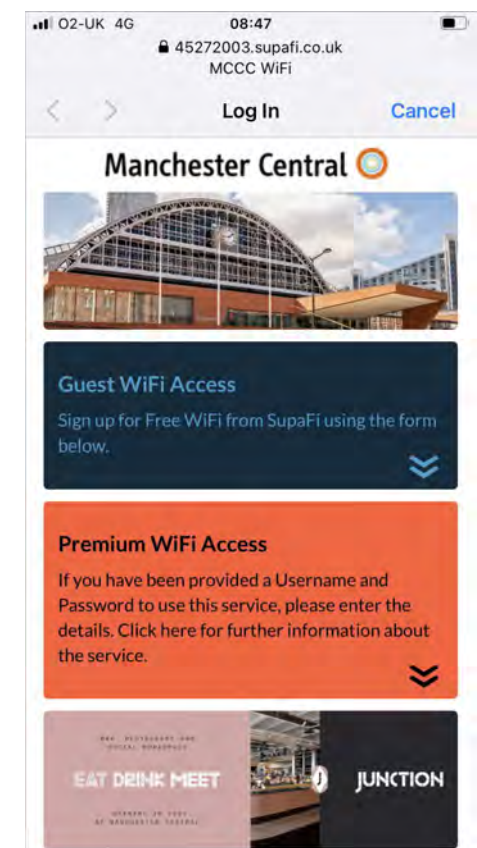 O2-UK 4G 08:47
45272003.supafi.co.uk
MCCC WiFi
Log In Cancel
Manchester Central
Guest WiFi Access
Sign up for Free WiFi from SupaFi using the form
below.
Premium WiFi Access
If you have been provided a Username and
Password to use this service, please enter the
details. Click here for further information about
the service.
EAT DRINK MEET
JUNCTION